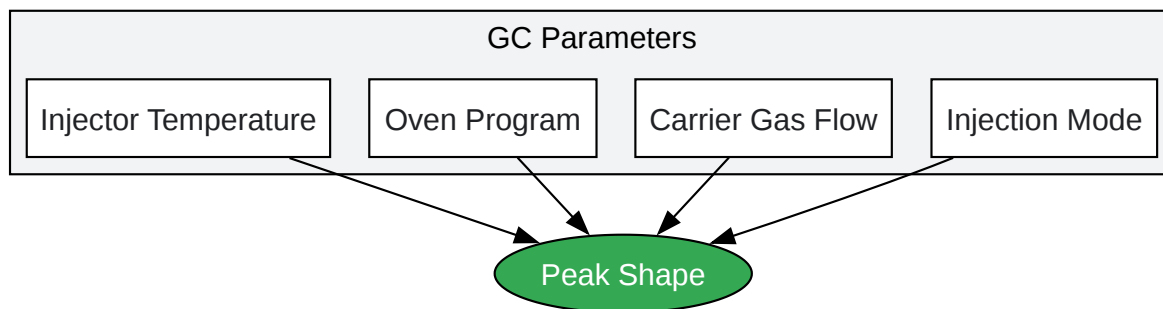 GC Parameters
Injector Temperature
Oven Program
Carrier Gas Flow
Injection Mode
Peak Shape